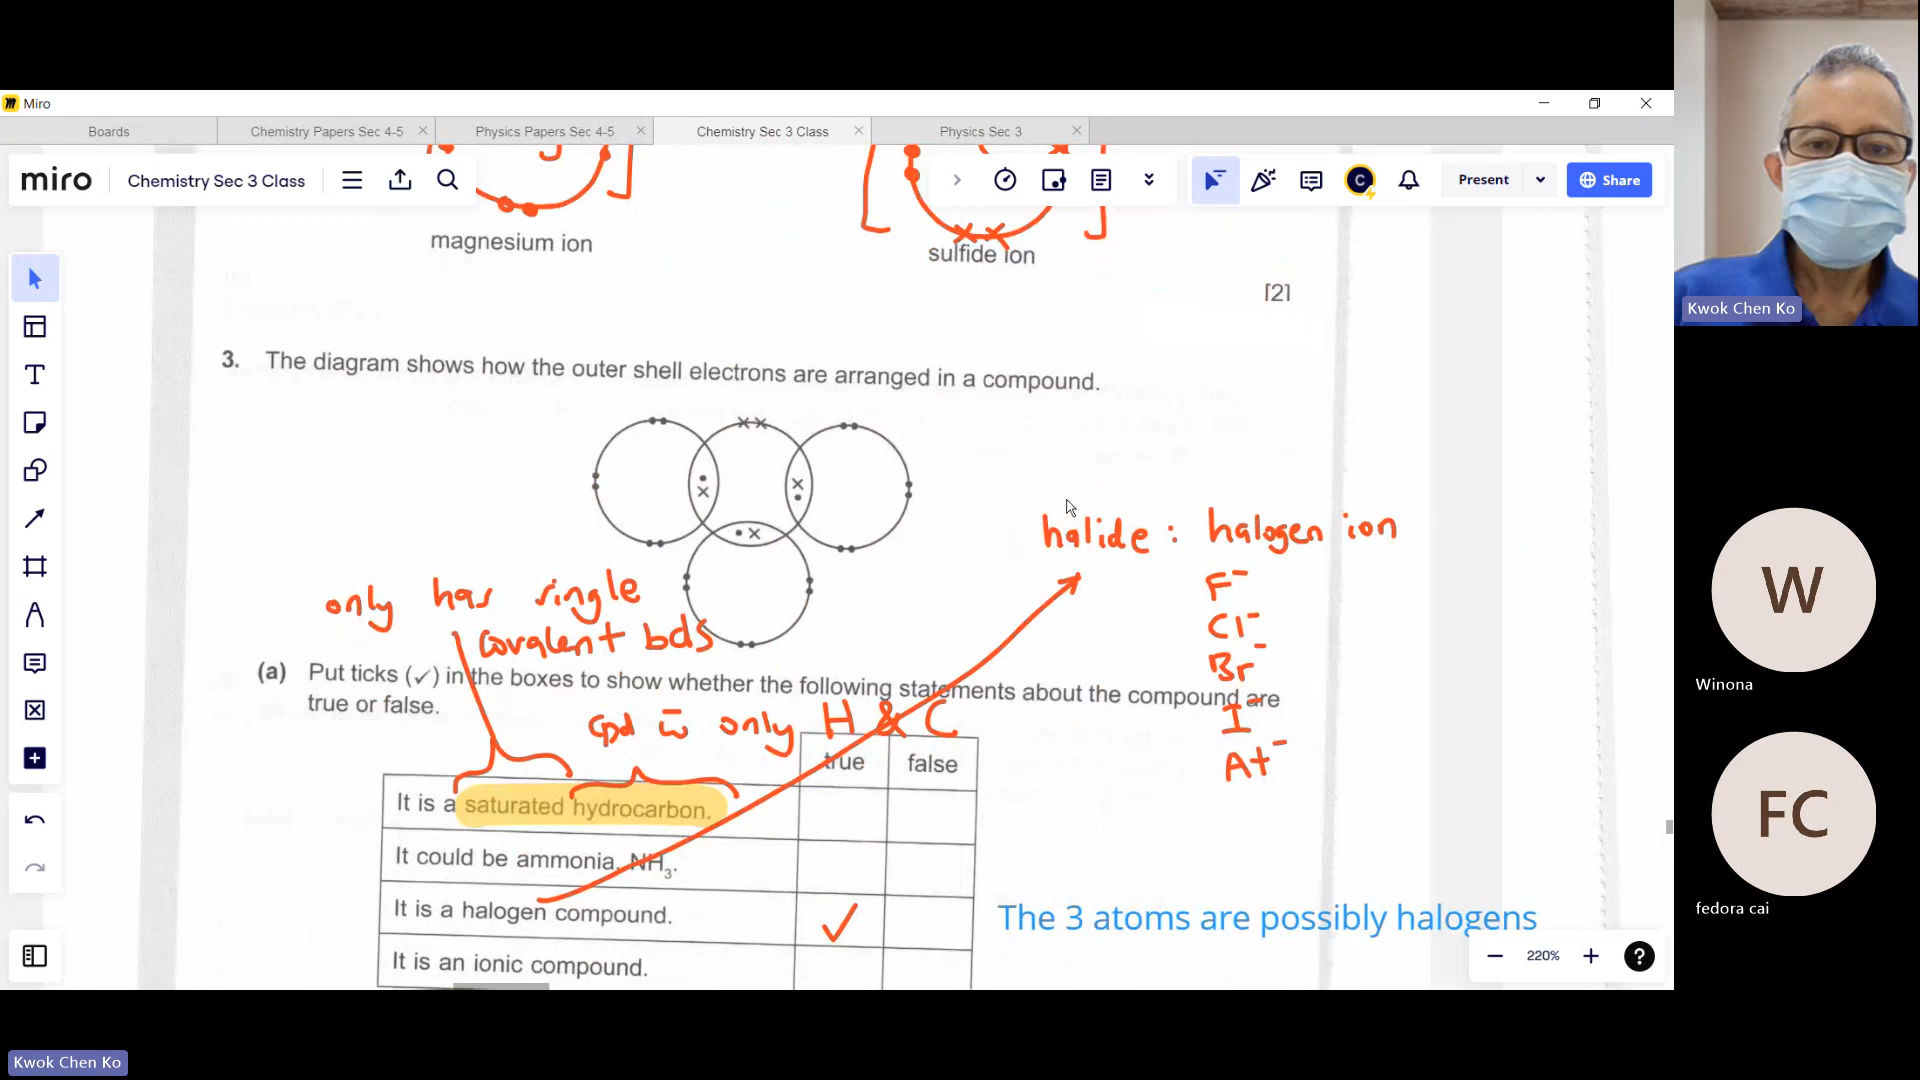 Miro
Boards
Chemistry Papers Sec 4-5
Physics Papers Sec 4-5
Chemistry Sec 3 Class
Physics Sec 3
miro
Chemistry Sec 3 Class
C
Present
Share
magnesium ion
sulfide ion
[2]
3. The diagram shows how the outer shell electrons are arranged in a compound.
halide : halogen ion
F⁻
Cl⁻
Br⁻
I⁻
At⁻
only has single
covalent bds
(a) Put ticks (✓) in the boxes to show whether the following statements about the compound are
true or false.
cpd w̄ only H & C
true false
It is a saturated hydrocarbon.
It could be ammonia, NH₃.
It is a halogen compound. ✓
It is an ionic compound.
The 3 atoms are possibly halogens
220%
?
Kwok Chen Ko
W
Winona
FC
fedora cai
Kwok Chen Ko